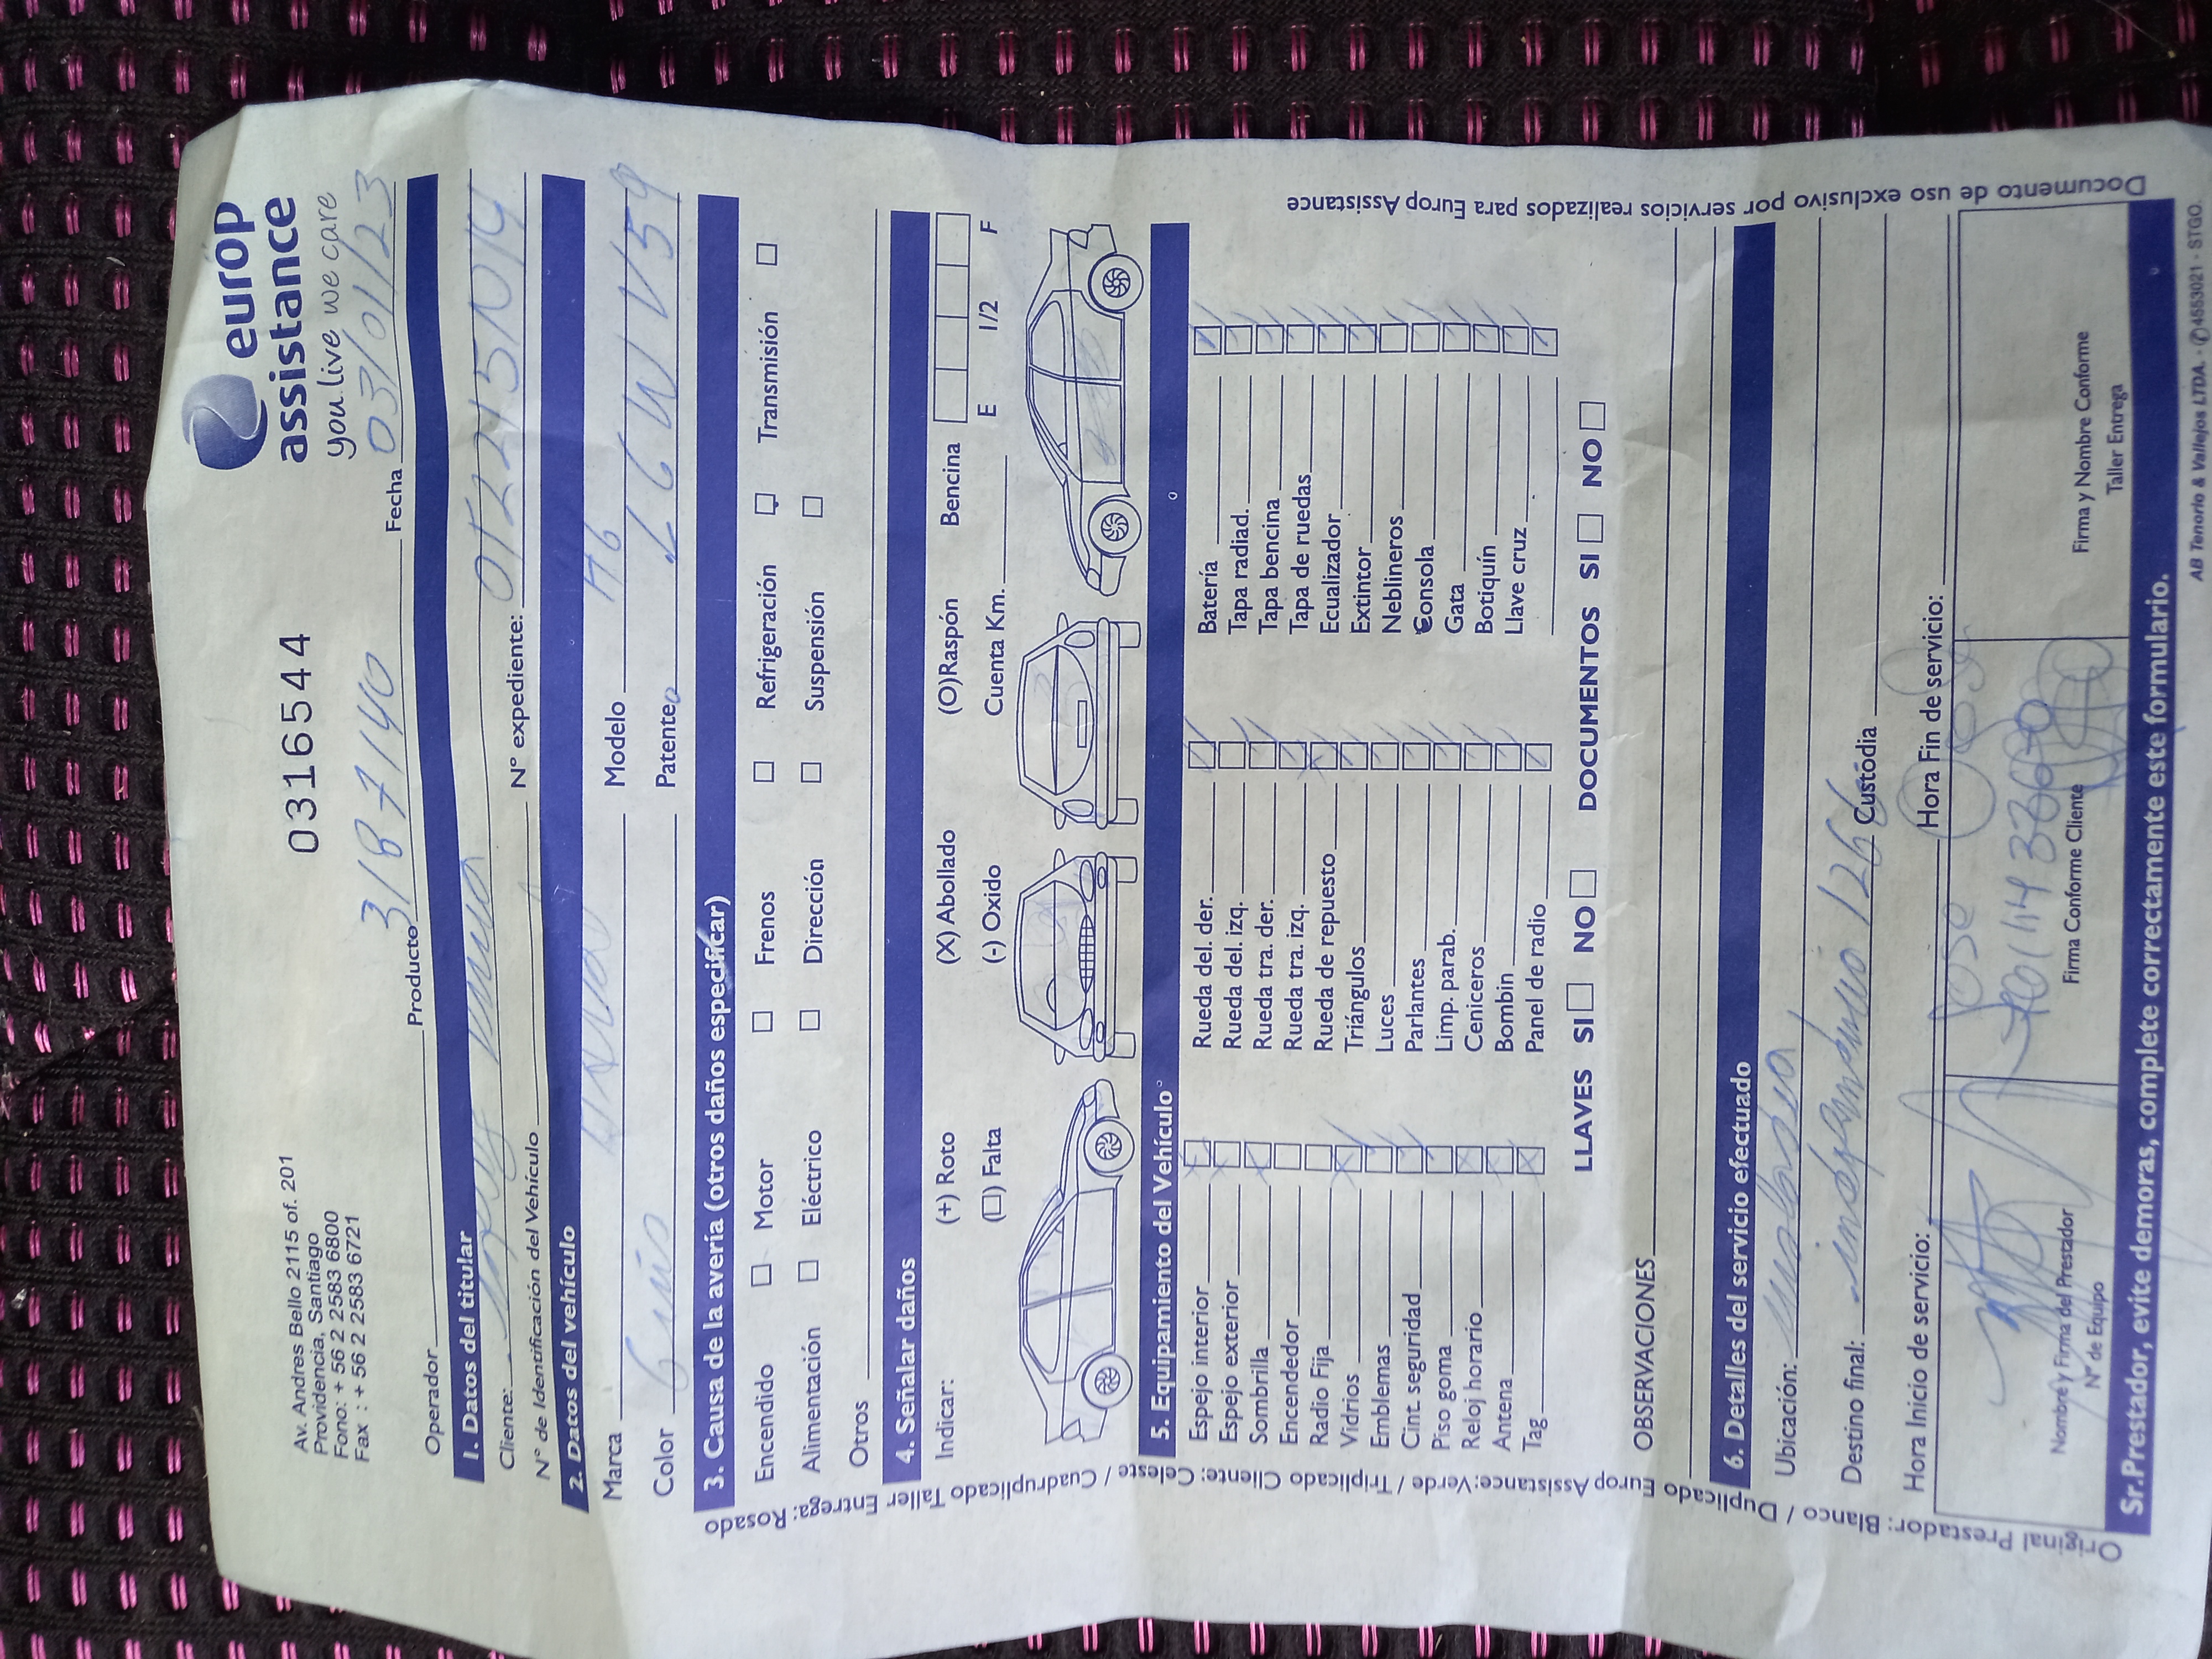 Av. Andres Bello 2115 of. 201
Providencia, Santiago
Fono: + 56 2 2583 6800
Fax : + 56 2 2583 6721
0316544
europ
assistance
you live we care
3187140
Operador Producto Fecha 03/01/23
1. Datos del titular
Cliente:
N° de Identificación del Vehículo N° expediente:
2. Datos del vehículo
Marca Modelo H6
Color Patente
3. Causa de la avería (otros daños especificar)
Encendido Motor Frenos Refrigeración Transmisión
Alimentación Eléctrico Dirección Suspensión
Otros
4. Señalar daños
Indicar: (+) Roto (X) Abollado (O)Raspón Bencina
(□) Falta (-) Oxido Cuenta Km. E 1/2 F
5. Equipamiento del Vehículo
Espejo interior Rueda del. der. Batería
Espejo exterior Rueda del. izq. Tapa radiad.
Sombrilla Rueda tra. der. Tapa bencina
Encendedor Rueda tra. izq. Tapa de ruedas
Radio Fija Rueda de repuesto Ecualizador
Vidrios Triángulos Extintor
Emblemas Luces Neblineros
Cint. seguridad Parlantes Consola
Piso goma Limp. parab. Gata
Reloj horario Ceniceros Botiquín
Antena Bombin Llave cruz
Tag Panel de radio
LLAVES SI NO DOCUMENTOS SI NO
OBSERVACIONES
6. Detalles del servicio efectuado
Ubicación:
Destino final: independencia 1266 Custodia
Hora Inicio de servicio: Hora Fin de servicio:
Jose
Nombre y Firma del Prestador
N° de Equipo
Firma Conforme Cliente
Firma y Nombre Conforme
Taller Entrega
Sr.Prestador, evite demoras, complete correctamente este formulario.
AB Tenorio & Vallejos LTDA. - 4553021 - STGO.
Original Prestador: Blanco / Duplicado Europ Assistance:Verde / Triplicado Cliente: Celeste / Cuadruplicado Taller Entrega: Rosado
Documento de uso exclusivo por servicios realizados para Europ Assistance